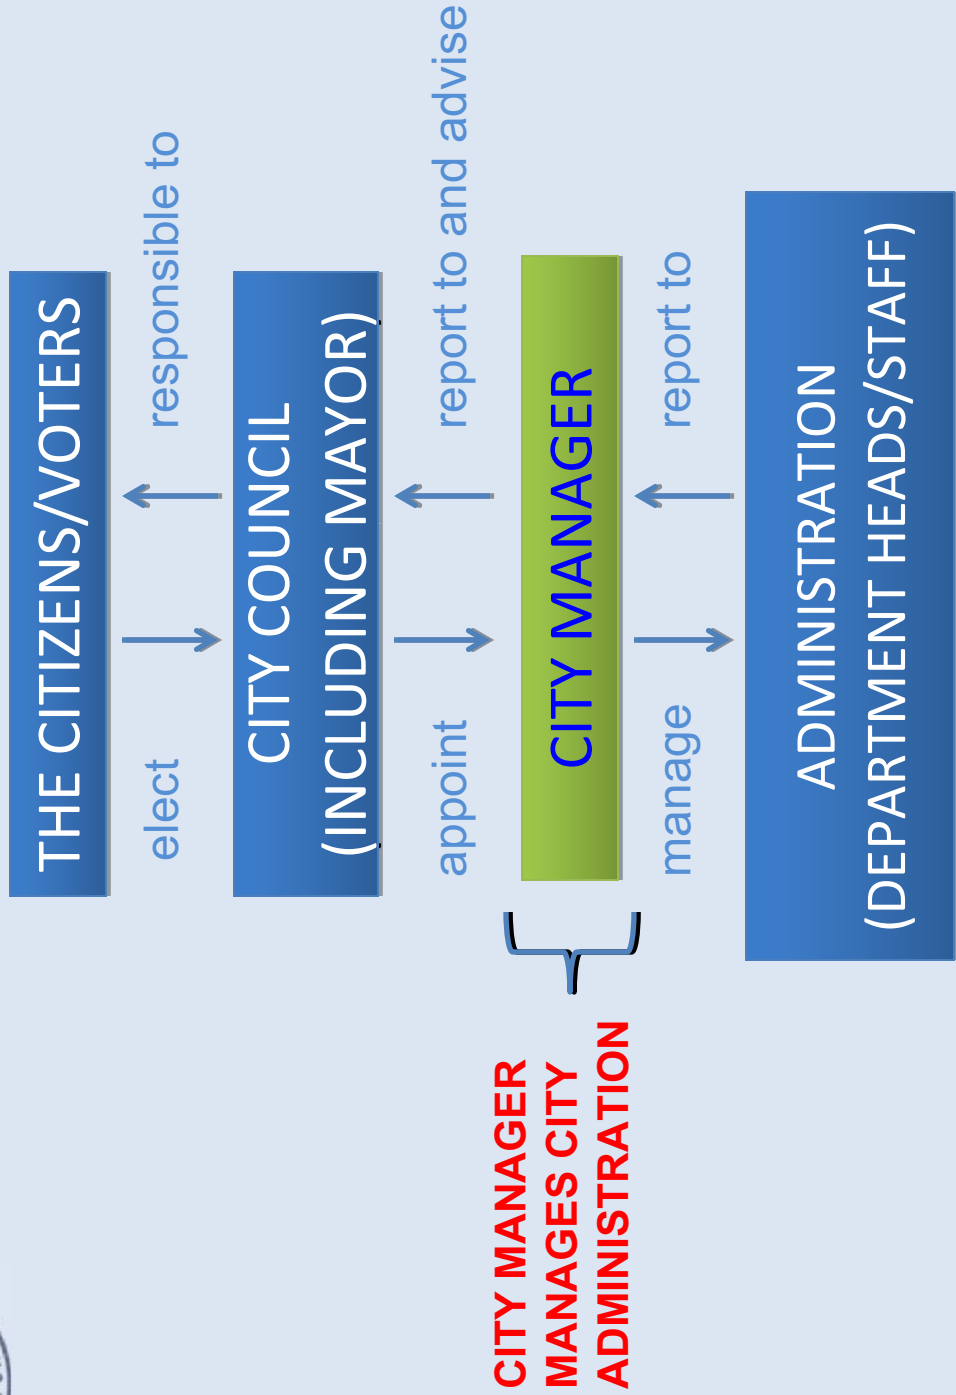 THE CITIZENS/VOTERS
elect
responsible to
CITY COUNCIL
(INCLUDING MAYOR)
appoint
report to and advise
CITY MANAGER
MANAGES CITY
ADMINISTRATION
CITY MANAGER
manage
report to
ADMINISTRATION
(DEPARTMENT HEADS/STAFF)